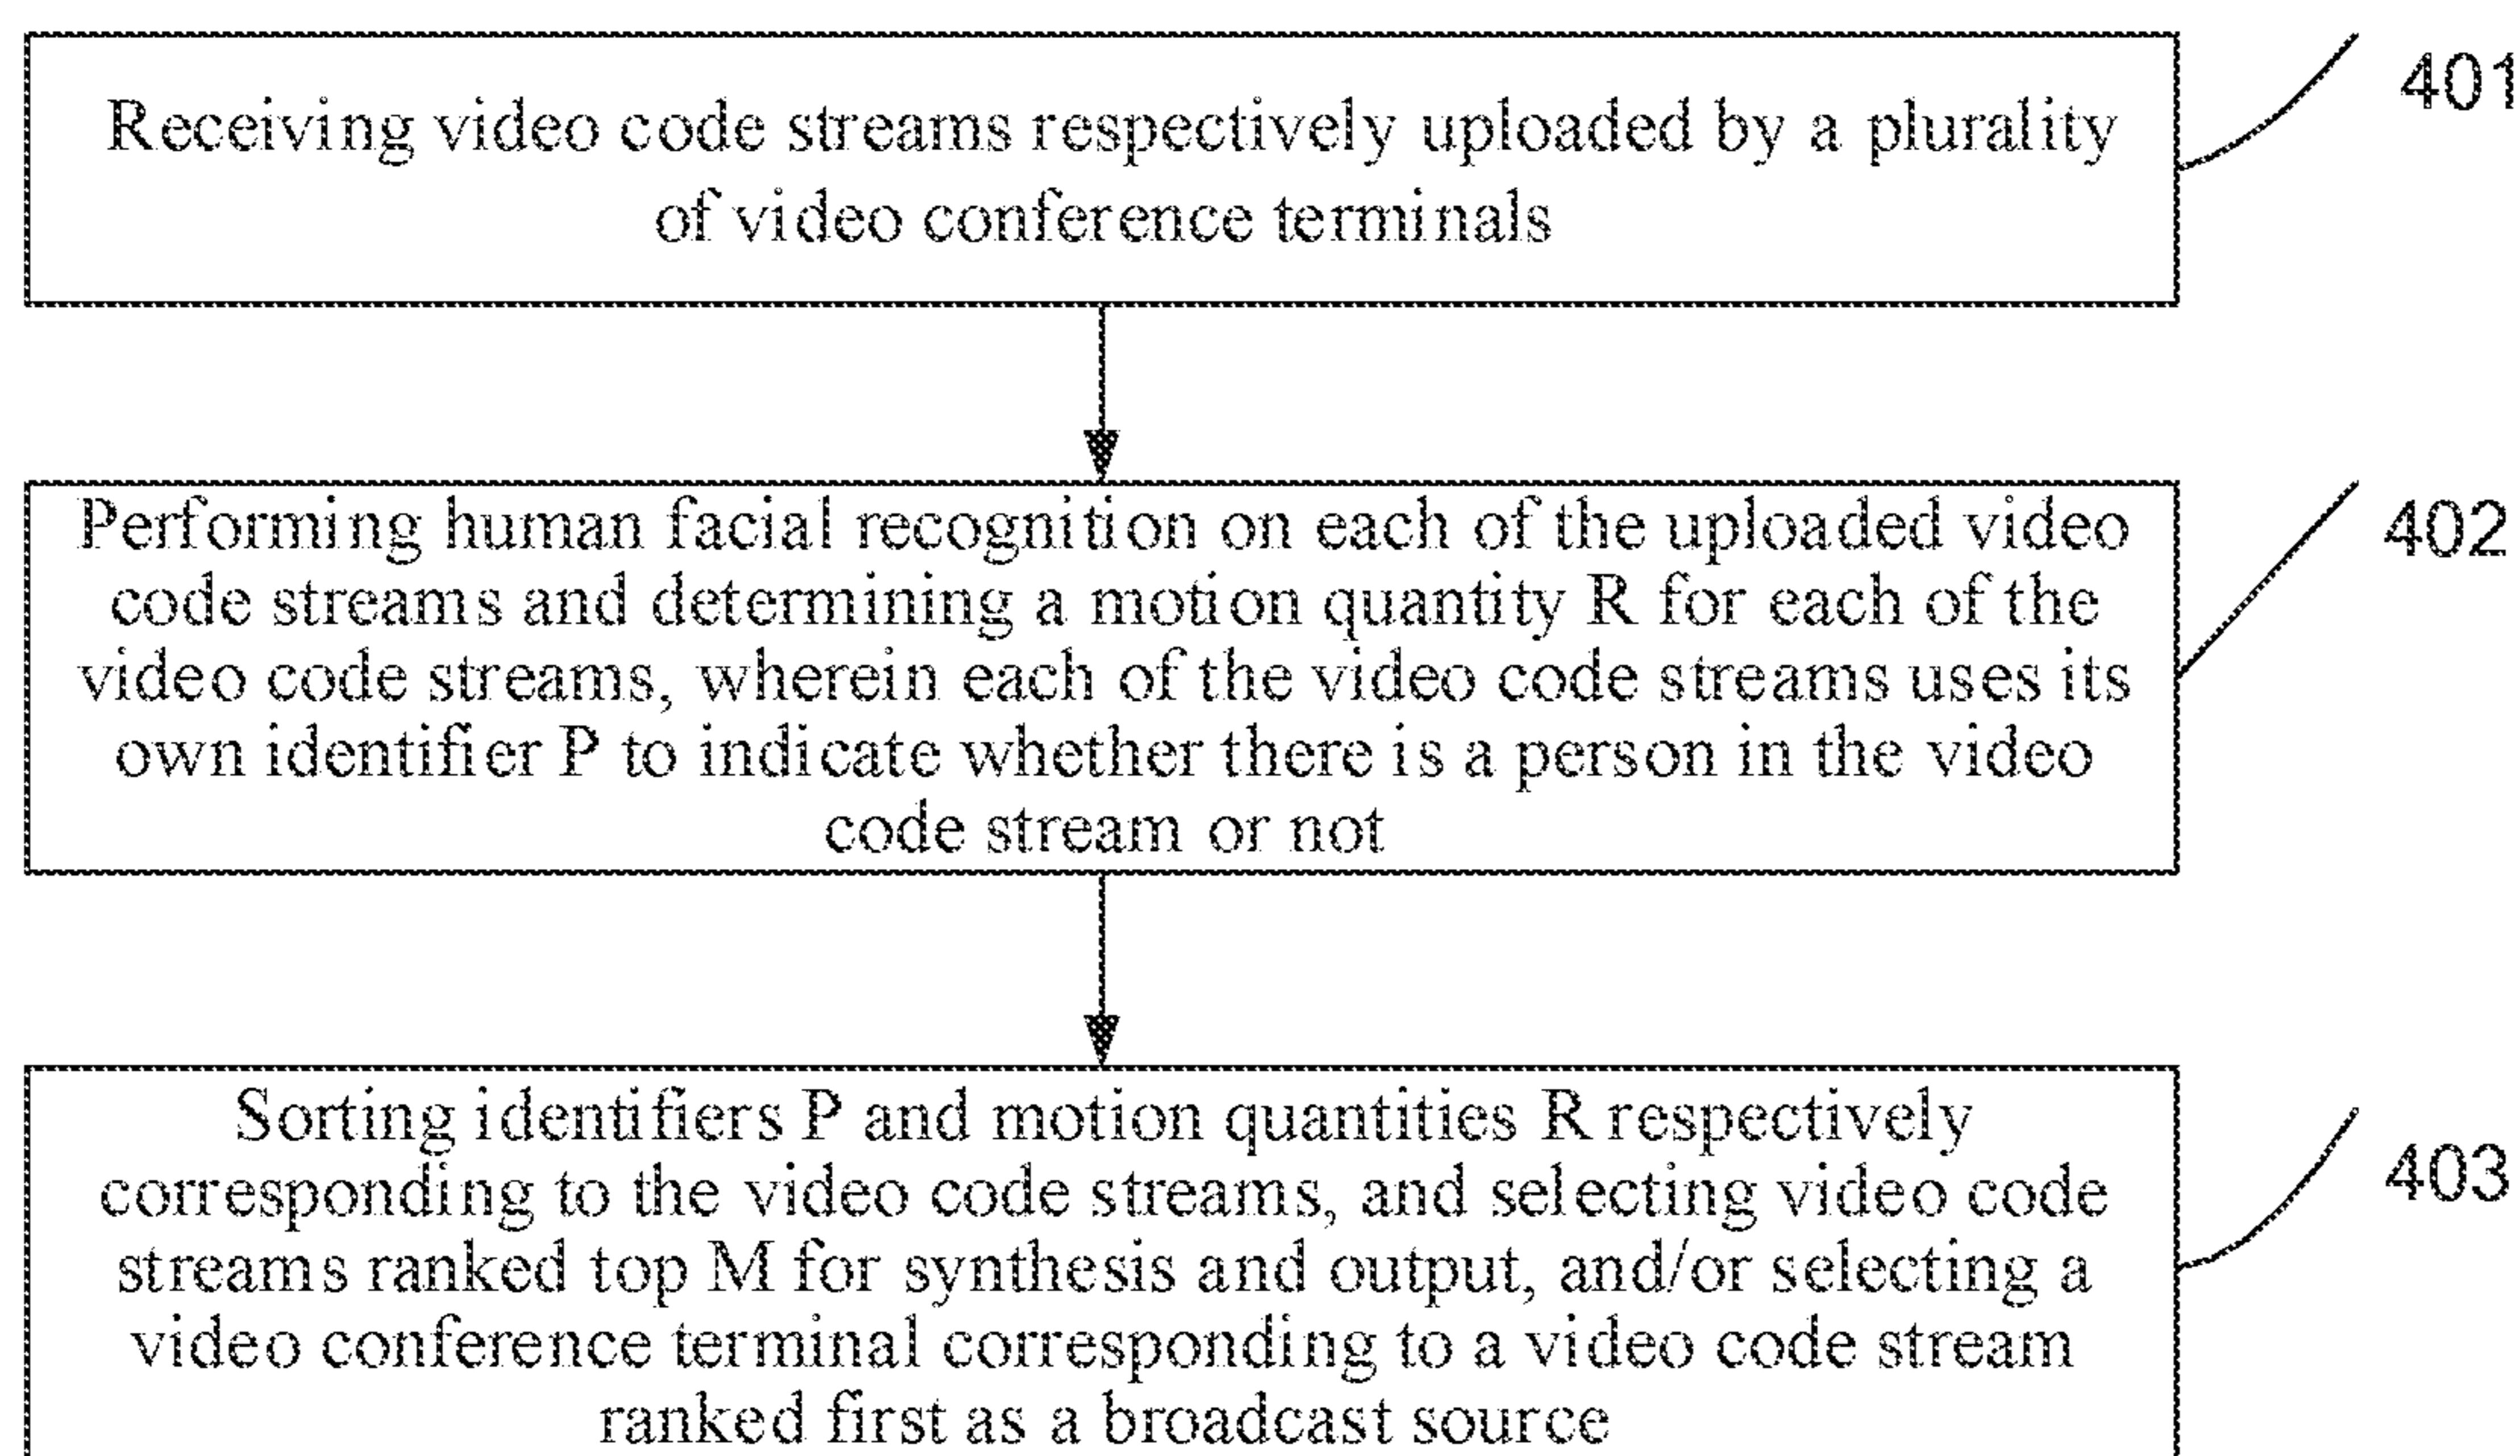 Receiving video code streams respectively uploaded by a plurality
of video conference terminals
401
Performing human facial recognition on each of the uploaded video
code streams and determining a motion quantity R for each of the
video code streams, wherein each of the video code streams uses its
own identifier P to indicate whether there is a person in the video
code stream or not
402
Sorting identifiers P and motion quantities R respectively
corresponding to the video code streams, and selecting video code
streams ranked top M for synthesis and output, and/or selecting a
video conference terminal corresponding to a video code stream
ranked first as a broadcast source
403